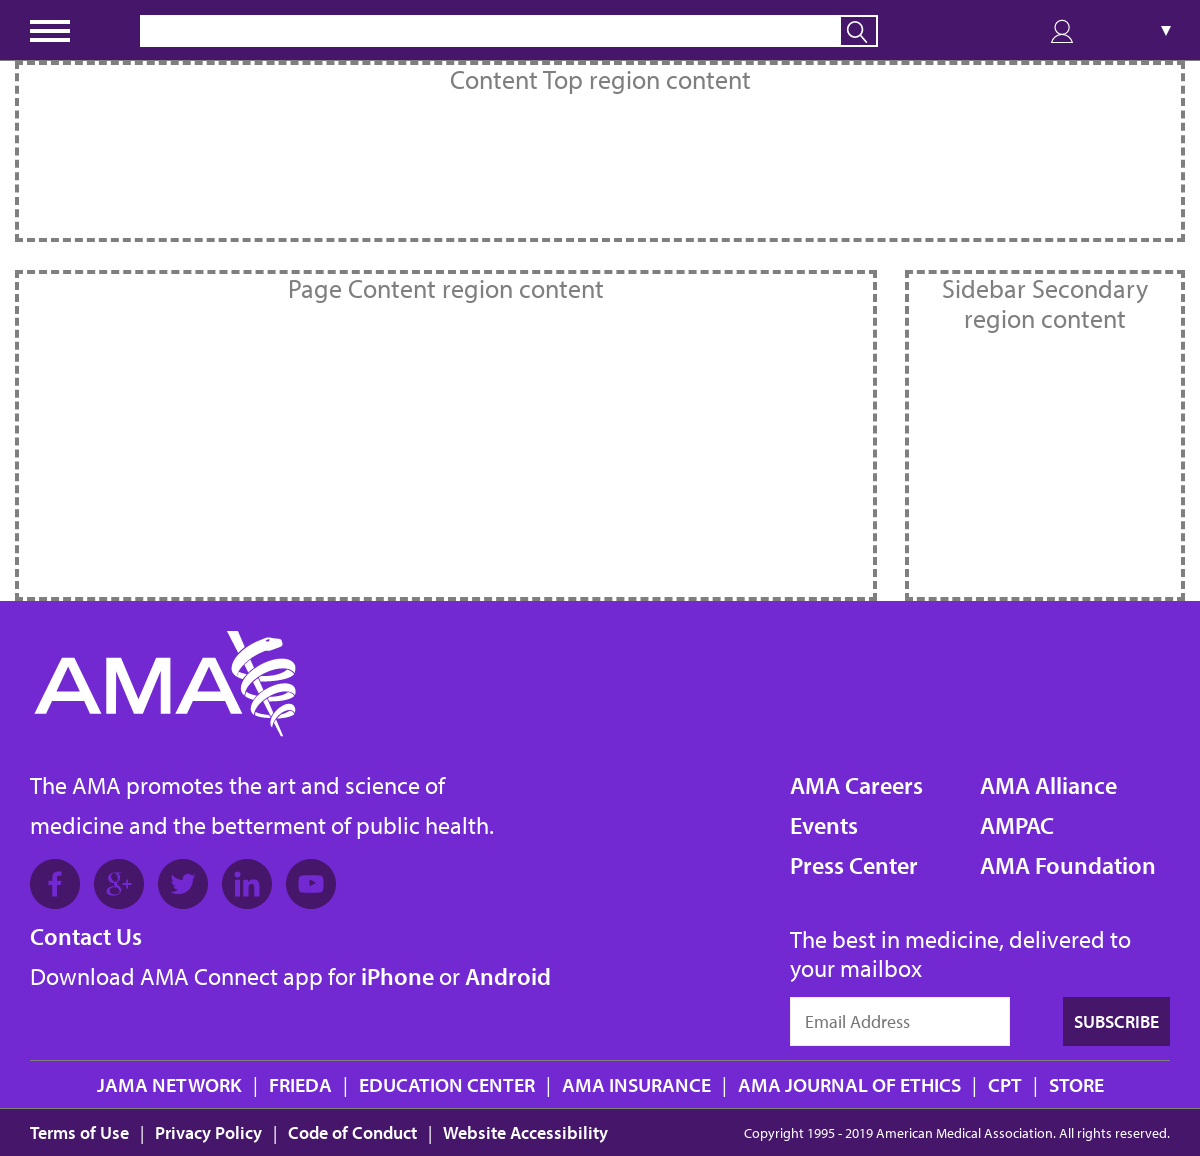 Content Top region content
Page Content region content
Sidebar Secondary
region content
AMA
The AMA promotes the art and science of
medicine and the betterment of public health.
Contact Us
Download AMA Connect app for iPhone or Android
AMA Careers
Events
Press Center
AMA Alliance
AMPAC
AMA Foundation
The best in medicine, delivered to
your mailbox
Email Address
SUBSCRIBE
JAMA NETWORK | FRIEDA | EDUCATION CENTER | AMA INSURANCE | AMA JOURNAL OF ETHICS | CPT | STORE
Terms of Use | Privacy Policy | Code of Conduct | Website Accessibility
Copyright 1995 - 2019 American Medical Association. All rights reserved.